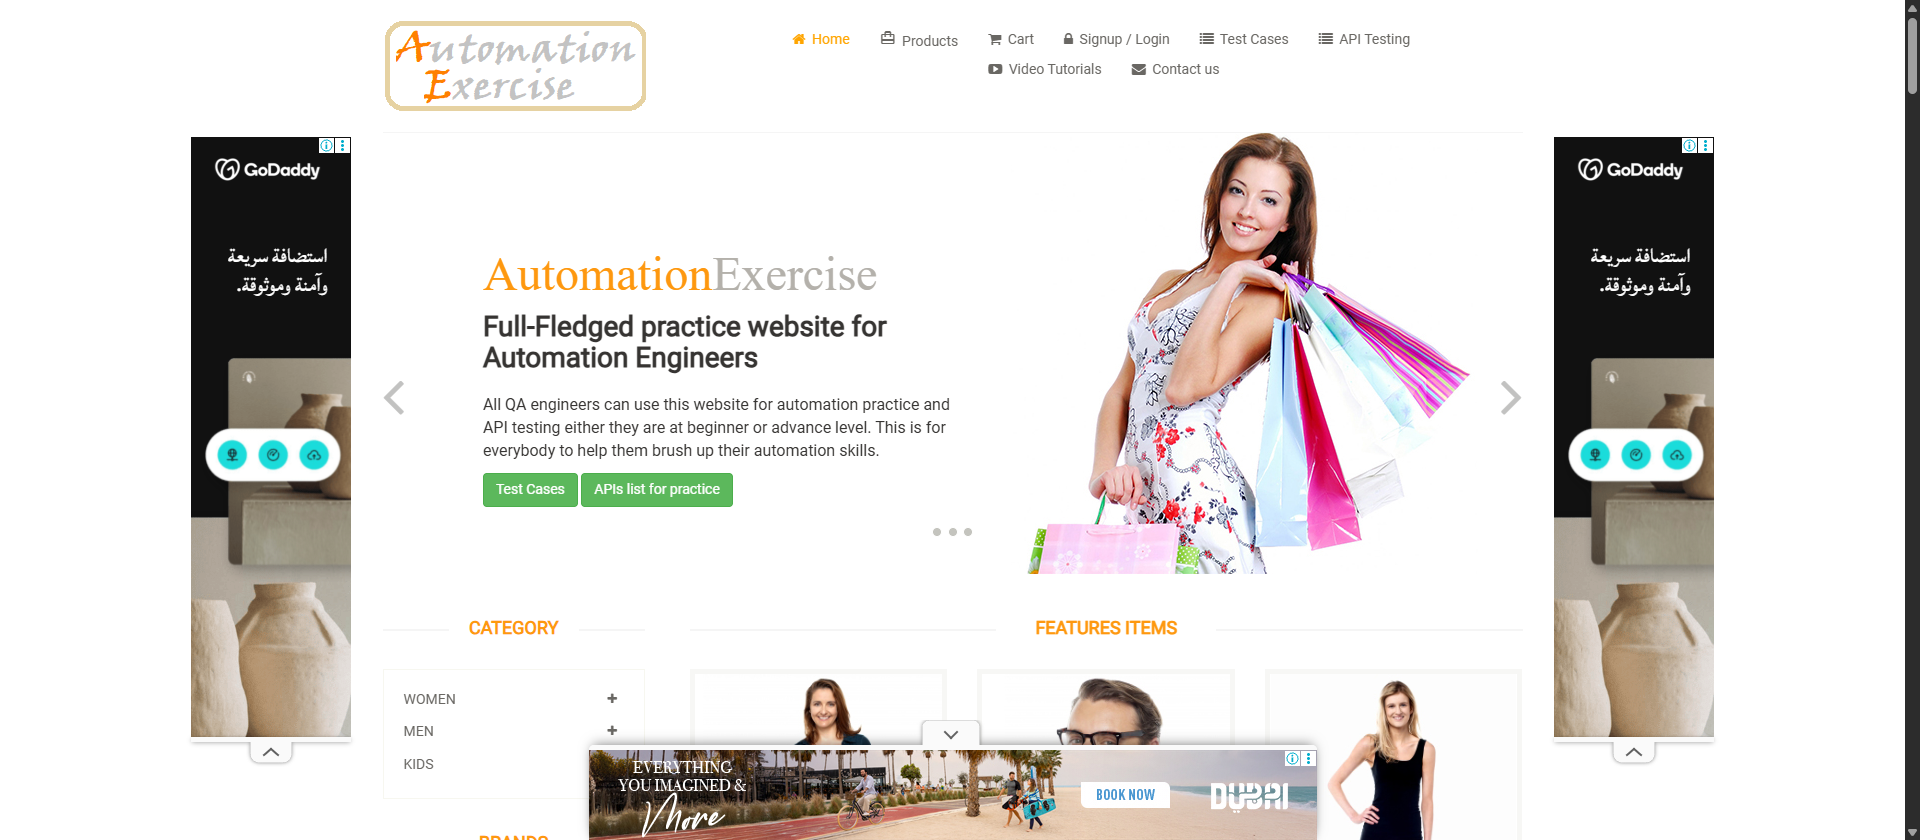 Automation
Exercise
Home
Products
Cart
Signup / Login
Test Cases
API Testing
Video Tutorials
Contact us
GoDaddy
استضافة سريعة
وآمنة وموثوقة.
AutomationExercise
Full-Fledged practice website for
Automation Engineers
All QA engineers can use this website for automation practice and
API testing either they are at beginner or advance level. This is for
everybody to help them brush up their automation skills.
Test Cases
APIs list for practice
GoDaddy
استضافة سريعة
وآمنة وموثوقة.
CATEGORY
WOMEN
MEN
KIDS
BRANDS
FEATURES ITEMS
EVERYTHING
YOU IMAGINED &
More
BOOK NOW
DUBAI